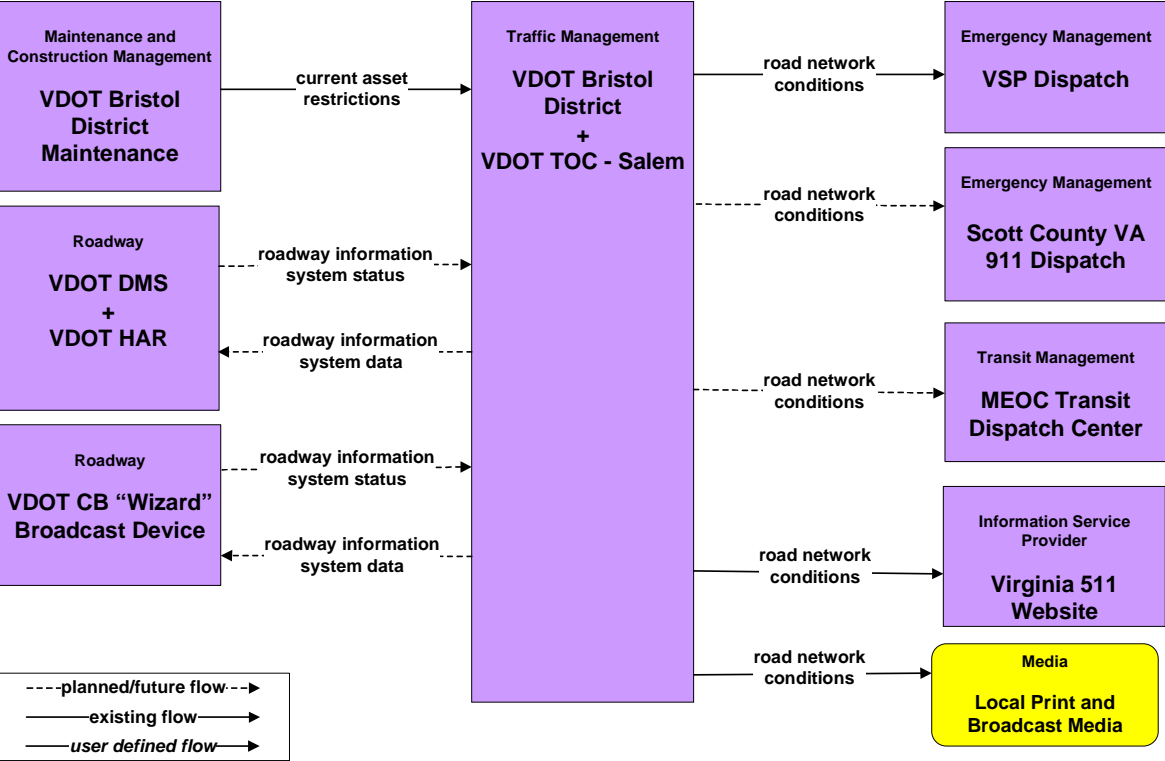 Maintenance and
Construction Management
VDOT Bristol
District
Maintenance
current asset
restrictions
Traffic Management
VDOT Bristol
District
+
VDOT TOC - Salem
road network
conditions
Emergency Management
VSP Dispatch
road network
conditions
Emergency Management
Scott County VA
911 Dispatch
Roadway
VDOT DMS
+
VDOT HAR
roadway information
system status
roadway information
system data
road network
conditions
Transit Management
MEOC Transit
Dispatch Center
Roadway
VDOT CB “Wizard”
Broadcast Device
roadway information
system status
roadway information
system data
road network
conditions
Information Service
Provider
Virginia 511
Website
road network
conditions
Media
Local Print and
Broadcast Media
planned/future flow
existing flow
user defined flow